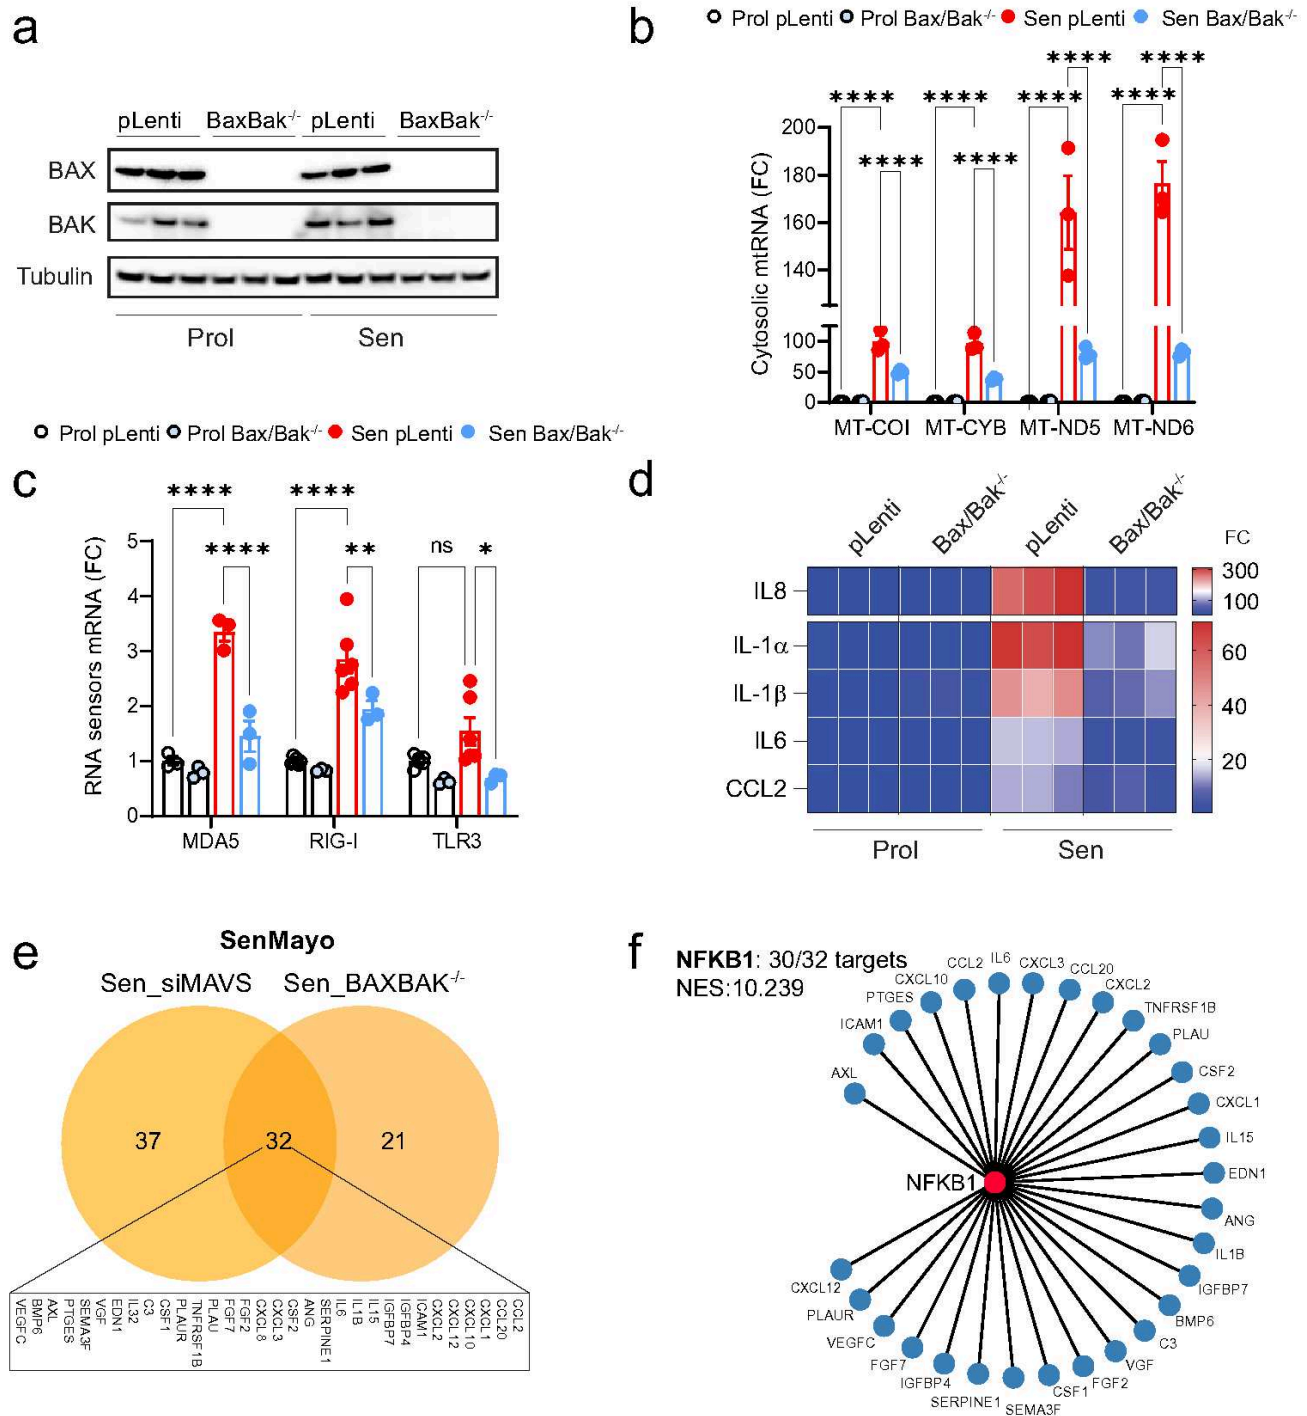 a
pLenti BaxBak-/- pLenti BaxBak-/-
BAX
BAK
Tubulin
Prol Sen
b
Prol pLenti Prol Bax/Bak-/- Sen pLenti Sen Bax/Bak-/-
**** ****
**** **** **** ****
**** ****
Cytosolic mtRNA (FC)
200
180
160
140
100
50
0
MT-COI MT-CYB MT-ND5 MT-ND6
Prol pLenti Prol Bax/Bak-/- Sen pLenti Sen Bax/Bak-/-
c
**** ****
**** ** ns *
RNA sensors mRNA (FC)
5
4
3
2
1
0
MDA5 RIG-I TLR3
d
pLenti Bax/Bak-/- pLenti Bax/Bak-/-
FC
IL8
300
100
IL-1α
IL-1β
IL6
CCL2
60
40
20
Prol Sen
e
SenMayo
Sen_siMAVS Sen_BAXBAK-/-
37 32 21
VEGFC
BMP6
AXL
PTGES
SEMA3F
VGF
EDN1
IL32
C3
CSF1
PLAUR
TNFRSF1B
PLAU
FGF7
FGF2
CXCL8
CXCL3
CSF2
ANG
SERPINE1
IL6
IL1B
IL15
IGFBP7
IGFBP4
ICAM1
CXCL2
CXCL12
CXCL10
CXCL1
CCL20
CCL2
f
NFKB1: 30/32 targets
NES:10.239
AXL
ICAM1
PTGES
CXCL10
CCL2
IL6
CXCL3
CCL20
CXCL2
TNFRSF1B
PLAU
CSF2
CXCL1
IL15
EDN1
ANG
IL1B
IGFBP7
BMP6
C3
VGF
FGF2
CSF1
SEMA3F
SERPINE1
IGFBP4
FGF7
VEGFC
PLAUR
CXCL12
NFKB1